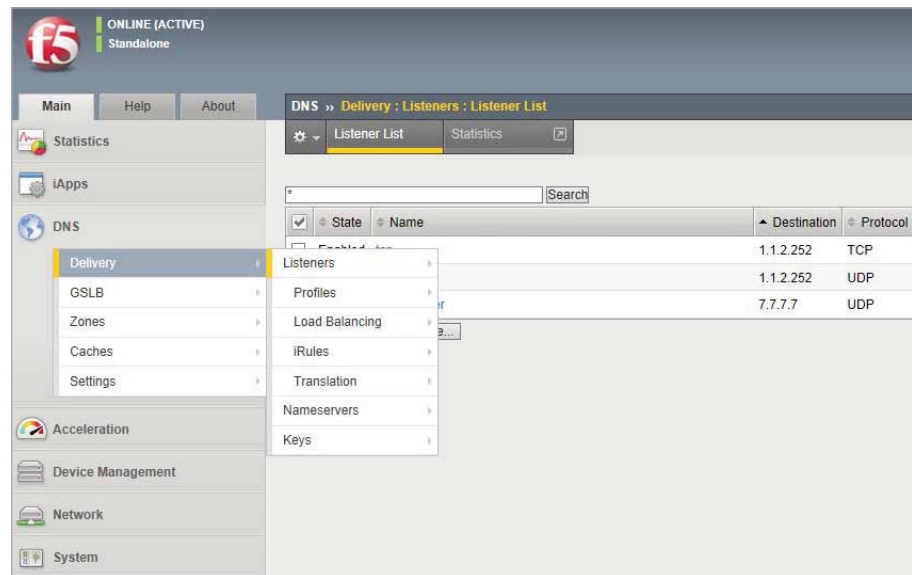 f5
ONLINE (ACTIVE)
Standalone
Main Help About
DNS » Delivery : Listeners : Listener List
Listener List Statistics
Statistics
iApps
* Search
DNS
State Name Destination Protocol
1.1.2.252 TCP
Delivery Listeners
1.1.2.252 UDP
GSLB Profiles
7.7.7.7 UDP
Zones Load Balancing
Caches iRules
Settings Translation
Nameservers
Acceleration
Keys
Device Management
Network
System